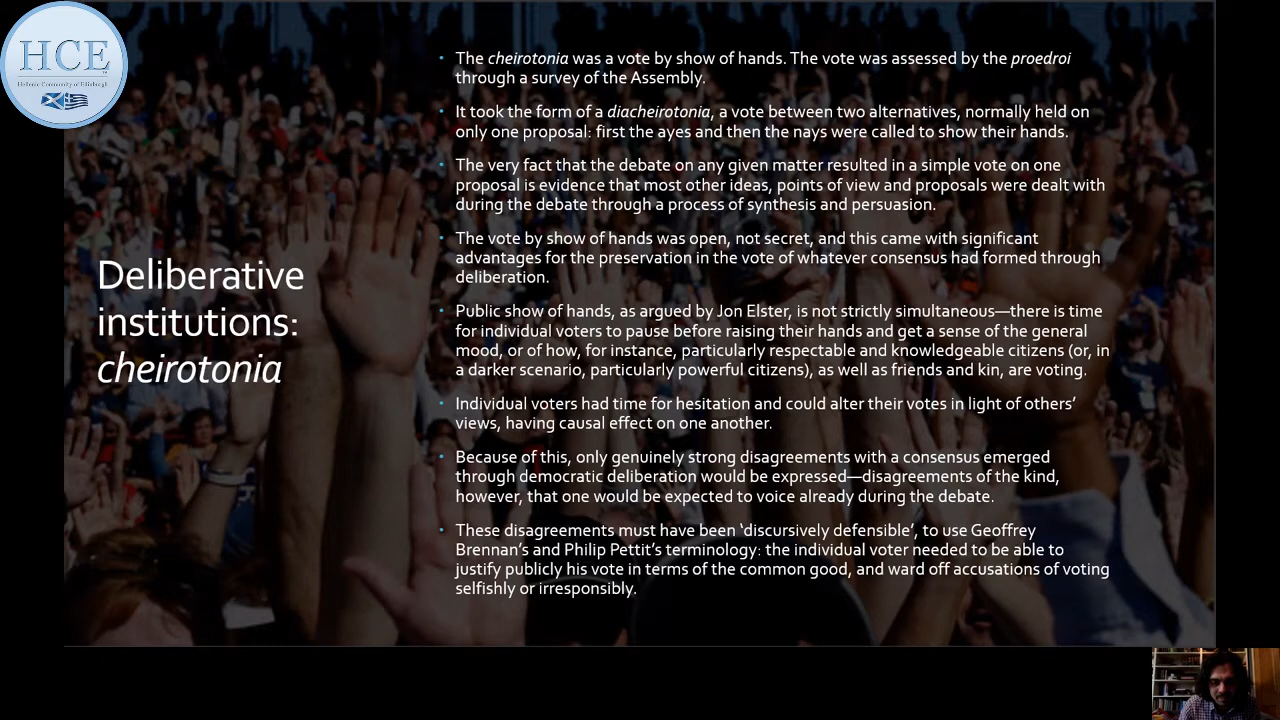 HCE
Hellenic Community of Edinburgh
Deliberative
institutions:
cheirotonia
• The cheirotonia was a vote by show of hands. The vote was assessed by the proedroi
through a survey of the Assembly.
• It took the form of a diacheirotonia, a vote between two alternatives, normally held on
only one proposal: first the ayes and then the nays were called to show their hands.
• The very fact that the debate on any given matter resulted in a simple vote on one
proposal is evidence that most other ideas, points of view and proposals were dealt with
during the debate through a process of synthesis and persuasion.
• The vote by show of hands was open, not secret, and this came with significant
advantages for the preservation in the vote of whatever consensus had formed through
deliberation.
• Public show of hands, as argued by Jon Elster, is not strictly simultaneous—there is time
for individual voters to pause before raising their hands and get a sense of the general
mood, or of how, for instance, particularly respectable and knowledgeable citizens (or, in
a darker scenario, particularly powerful citizens), as well as friends and kin, are voting.
• Individual voters had time for hesitation and could alter their votes in light of others’
views, having causal effect on one another.
• Because of this, only genuinely strong disagreements with a consensus emerged
through democratic deliberation would be expressed—disagreements of the kind,
however, that one would be expected to voice already during the debate.
• These disagreements must have been ‘discursively defensible’, to use Geoffrey
Brennan’s and Philip Pettit’s terminology: the individual voter needed to be able to
justify publicly his vote in terms of the common good, and ward off accusations of voting
selfishly or irresponsibly.